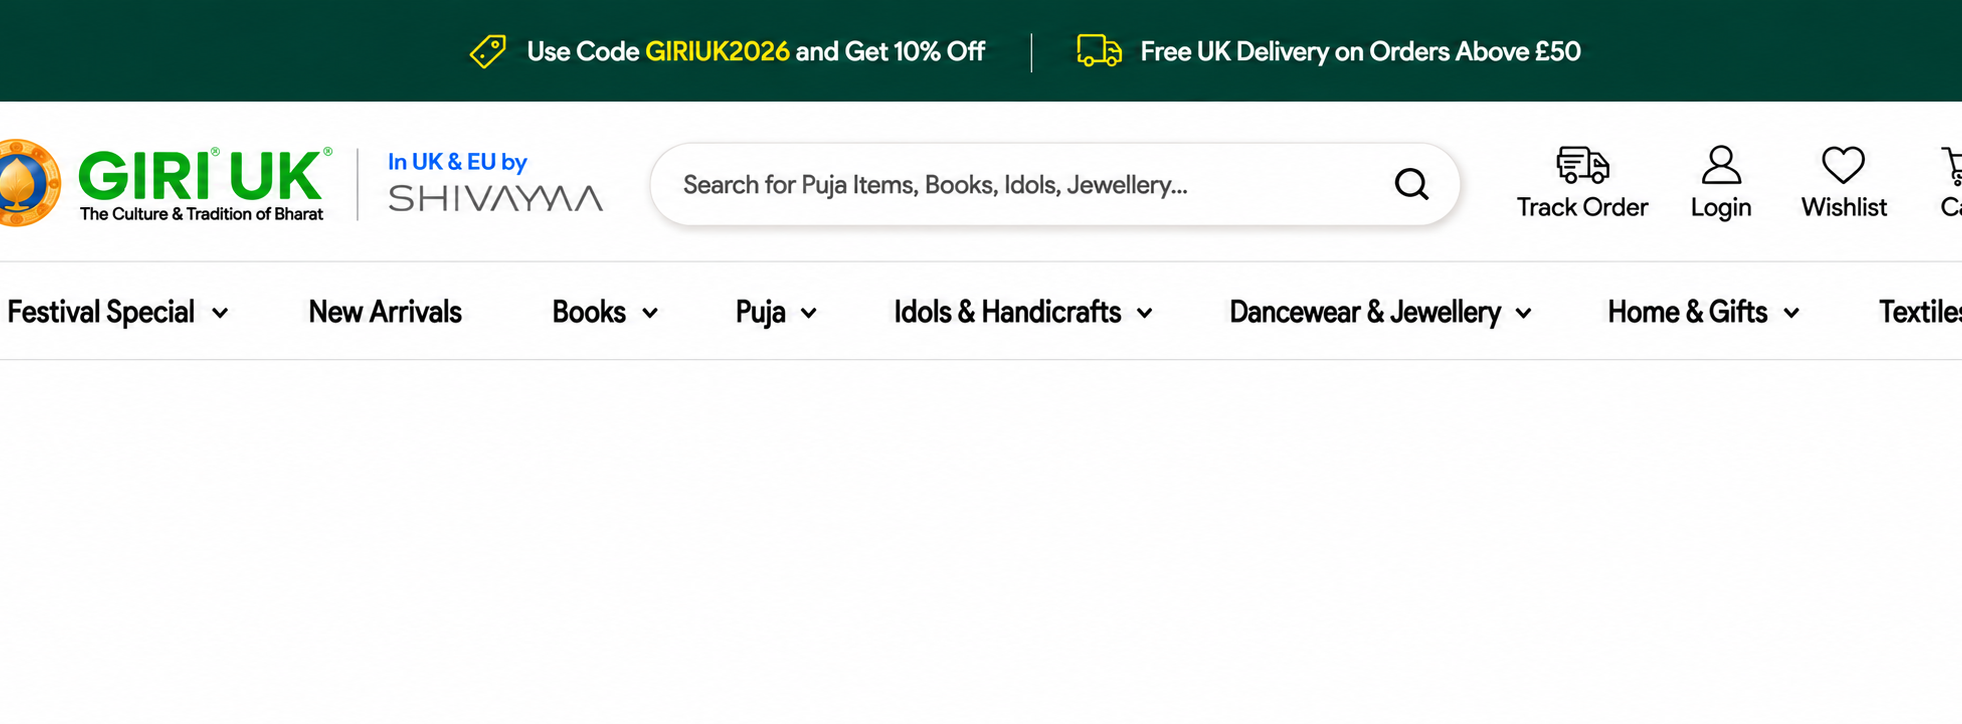 Use Code GIRIUK2026 and Get 10% Off
Free UK Delivery on Orders Above £50
GIRI® UK®
The Culture & Tradition of Bharat
In UK & EU by
SHIVAYMA
Search for Puja Items, Books, Idols, Jewellery...
Track Order
Login
Wishlist
Festival Special
New Arrivals
Books
Puja
Idols & Handicrafts
Dancewear & Jewellery
Home & Gifts
Textiles